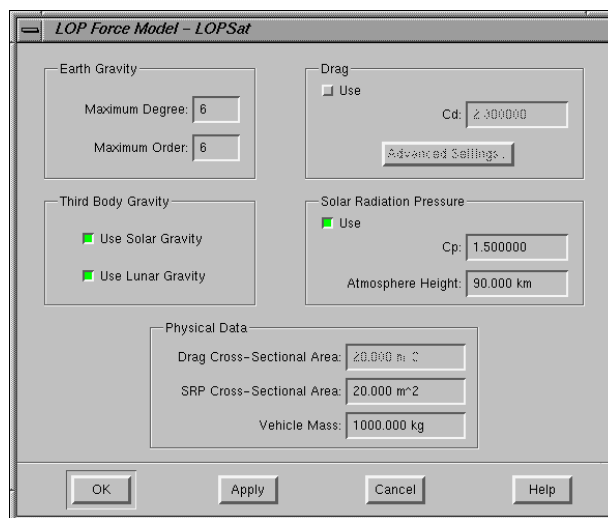 LOP Force Model - LOPSat
Earth Gravity
Maximum Degree: 6
Maximum Order: 6
Drag
Use
Cd: 2.000000
Advanced Settings...
Third Body Gravity
Use Solar Gravity
Use Lunar Gravity
Solar Radiation Pressure
Use
Cp: 1.500000
Atmosphere Height: 90.000 km
Physical Data
Drag Cross-Sectional Area: 20.000
SRP Cross-Sectional Area: 20.000 m^2
Vehicle Mass: 1000.000 kg
OK Apply Cancel Help